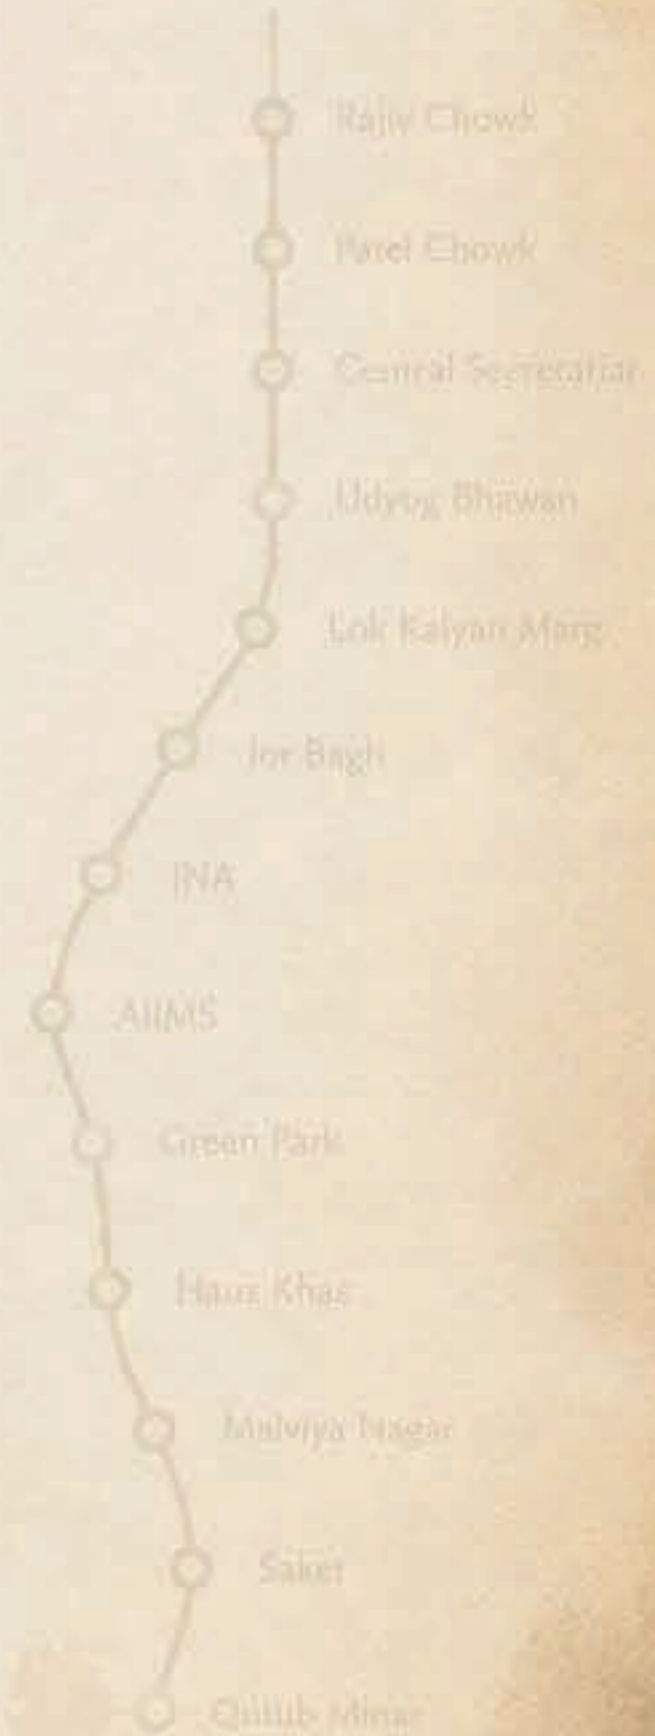 Rajiv Chowk
Patel Chowk
Central Secretariat
Udyog Bhawan
Lok Kalyan Marg
Jor Bagh
INA
AIIMS
Green Park
Hauz Khas
Malviya Nagar
Saket
Qutub Minar